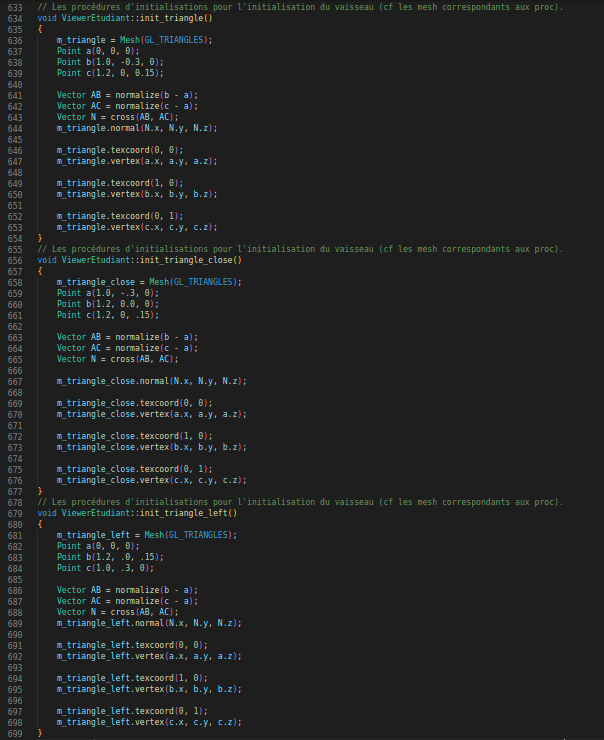 633 // Les procédures d'initialisations pour l'initialisation du vaisseau (cf les mesh correspondants aux proc).
634 void ViewerEtudiant::init_triangle()
635 {
636     m_triangle = Mesh(GL_TRIANGLES);
637     Point a(0, 0, 0);
638     Point b(1.0, -0.3, 0);
639     Point c(1.2, 0, 0.15);
640
641     Vector AB = normalize(b - a);
642     Vector AC = normalize(c - a);
643     Vector N = cross(AB, AC);
644     m_triangle.normal(N.x, N.y, N.z);
645
646     m_triangle.texcoord(0, 0);
647     m_triangle.vertex(a.x, a.y, a.z);
648
649     m_triangle.texcoord(1, 0);
650     m_triangle.vertex(b.x, b.y, b.z);
651
652     m_triangle.texcoord(0, 1);
653     m_triangle.vertex(c.x, c.y, c.z);
654 }
655 // Les procédures d'initialisations pour l'initialisation du vaisseau (cf les mesh correspondants aux proc).
656 void ViewerEtudiant::init_triangle_close()
657 {
658     m_triangle_close = Mesh(GL_TRIANGLES);
659     Point a(1.0, -.3, 0);
660     Point b(1.2, 0.0, 0);
661     Point c(1.2, 0, .15);
662
663     Vector AB = normalize(b - a);
664     Vector AC = normalize(c - a);
665     Vector N = cross(AB, AC);
666
667     m_triangle_close.normal(N.x, N.y, N.z);
668
669     m_triangle_close.texcoord(0, 0);
670     m_triangle_close.vertex(a.x, a.y, a.z);
671
672     m_triangle_close.texcoord(1, 0);
673     m_triangle_close.vertex(b.x, b.y, b.z);
674
675     m_triangle_close.texcoord(0, 1);
676     m_triangle_close.vertex(c.x, c.y, c.z);
677 }
678 // Les procédures d'initialisations pour l'initialisation du vaisseau (cf les mesh correspondants aux proc).
679 void ViewerEtudiant::init_triangle_left()
680 {
681     m_triangle_left = Mesh(GL_TRIANGLES);
682     Point a(0, 0, 0);
683     Point b(1.2, .0, .15);
684     Point c(1.0, .3, 0);
685
686     Vector AB = normalize(b - a);
687     Vector AC = normalize(c - a);
688     Vector N = cross(AB, AC);
689     m_triangle_left.normal(N.x, N.y, N.z);
690
691     m_triangle_left.texcoord(0, 0);
692     m_triangle_left.vertex(a.x, a.y, a.z);
693
694     m_triangle_left.texcoord(1, 0);
695     m_triangle_left.vertex(b.x, b.y, b.z);
696
697     m_triangle_left.texcoord(0, 1);
698     m_triangle_left.vertex(c.x, c.y, c.z);
699 }